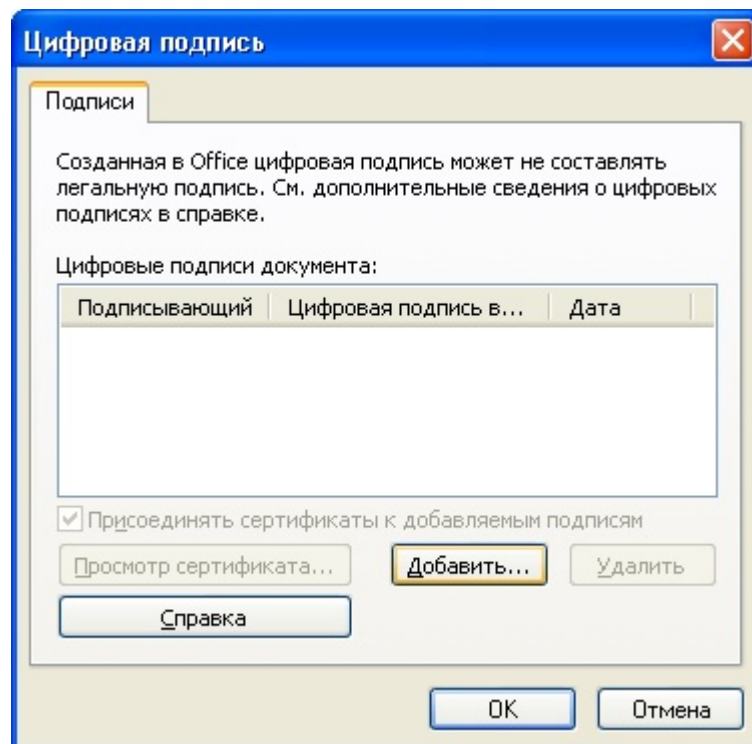 Цифровая подпись
Подписи
Созданная в Office цифровая подпись может не составлять
легальную подпись. См. дополнительные сведения о цифровых
подписях в справке.
Цифровые подписи документа:
Подписывающий Цифровая подпись в... Дата
Присоединять сертификаты к добавляемым подписям
Просмотр сертификата... Добавить... Удалить
Справка
OK Отмена